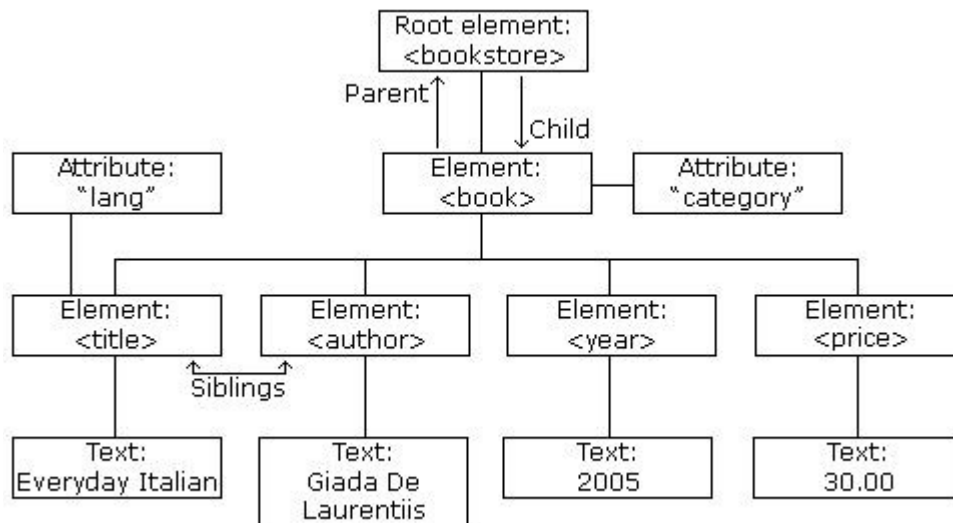 Root element:
<bookstore>
Parent
Child
Attribute:
“lang”
Element:
<book>
Attribute:
“category”
Element:
<title>
Element:
<author>
Element:
<year>
Element:
<price>
Siblings
Text:
Everyday Italian
Text:
Giada De
Laurentiis
Text:
2005
Text:
30.00